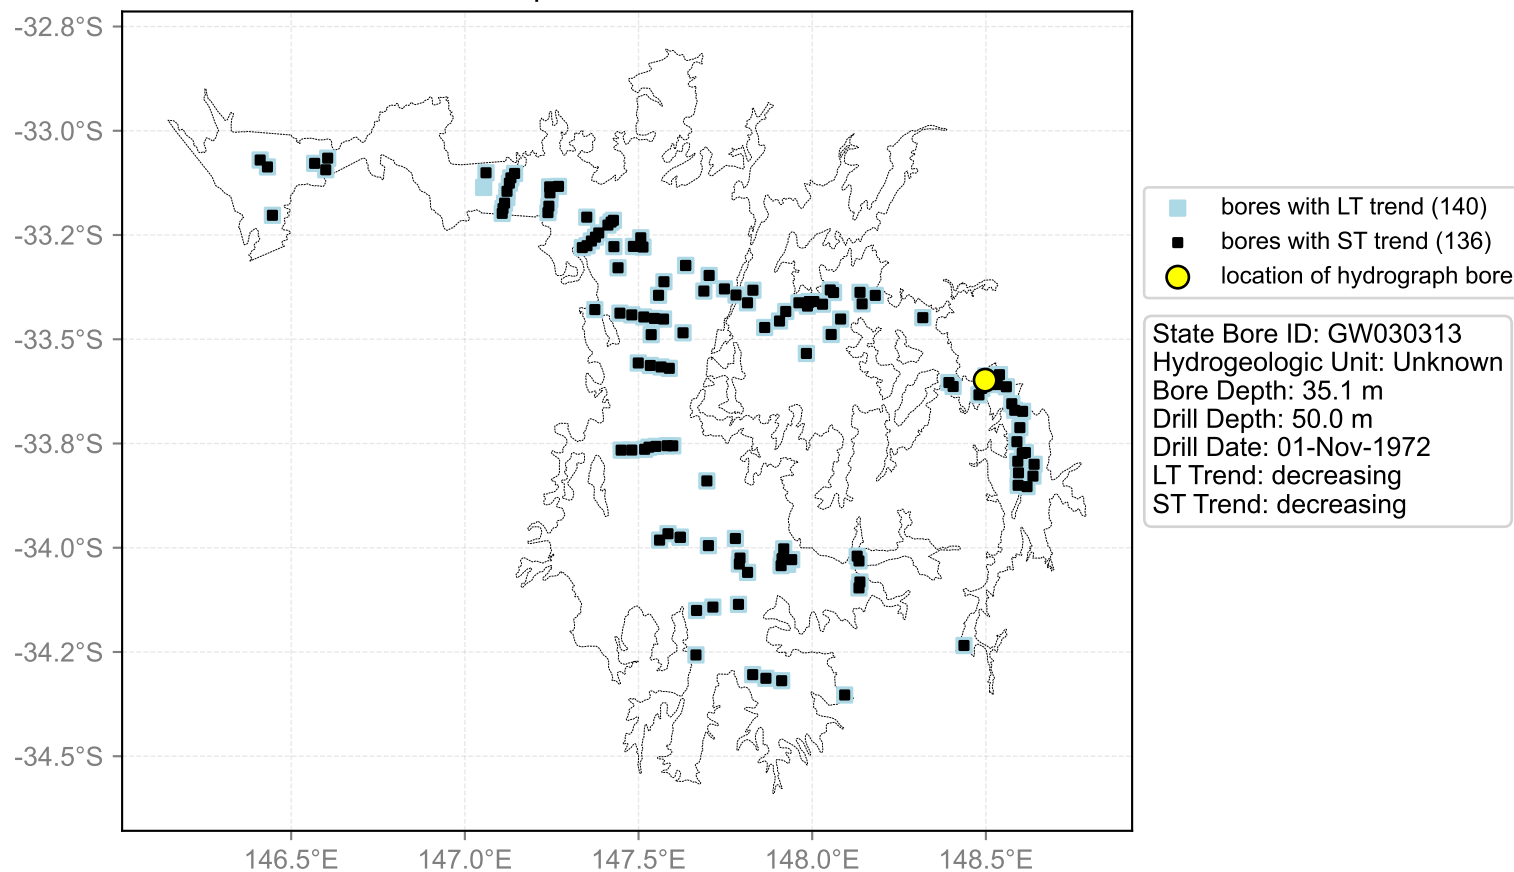 -32.8°S
-33.0°S
-33.2°S
-33.5°S
-33.8°S
-34.0°S
-34.2°S
-34.5°S
146.5°E
147.0°E
147.5°E
148.0°E
148.5°E
bores with LT trend (140)
bores with ST trend (136)
location of hydrograph bore
State Bore ID: GW030313
Hydrogeologic Unit: Unknown
Bore Depth: 35.1 m
Drill Depth: 50.0 m
Drill Date: 01-Nov-1972
LT Trend: decreasing
ST Trend: decreasing